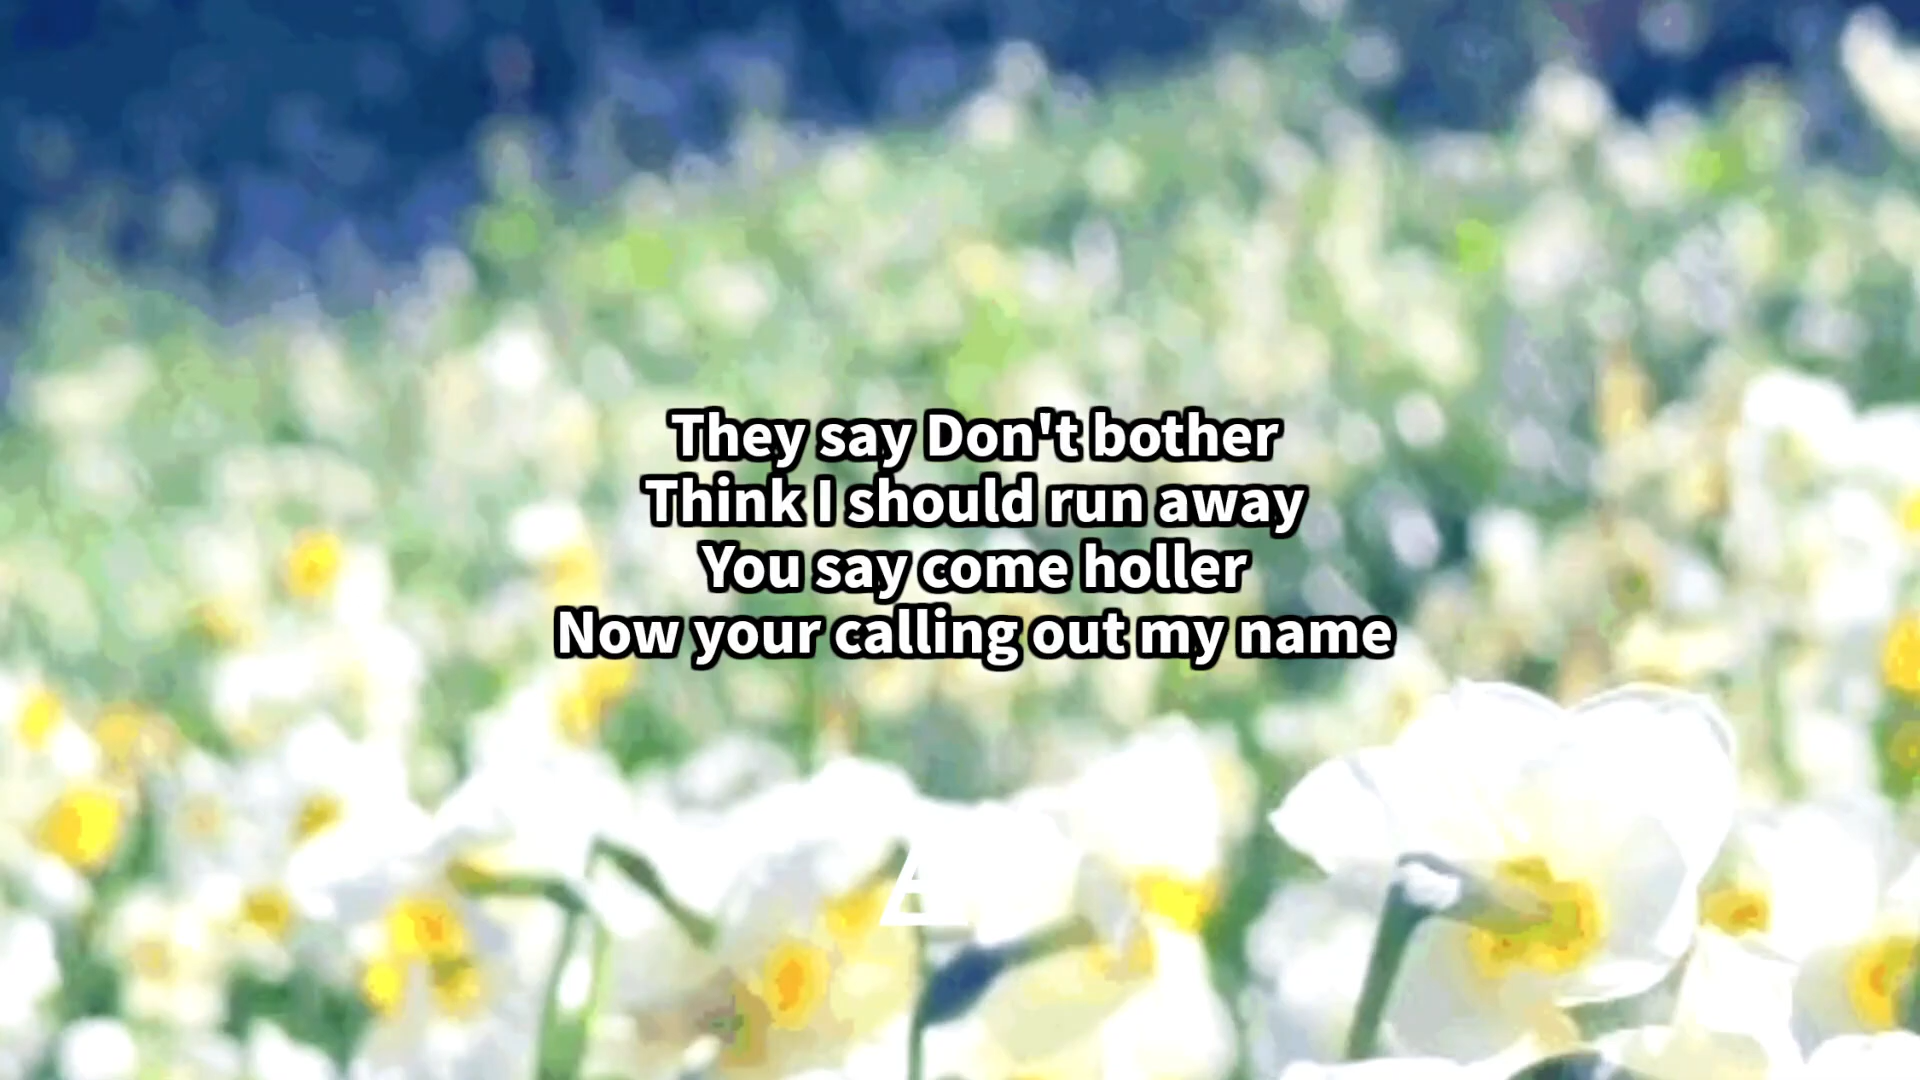 They say Don't bother
Think I should run away
You say come holler
Now your calling out my name